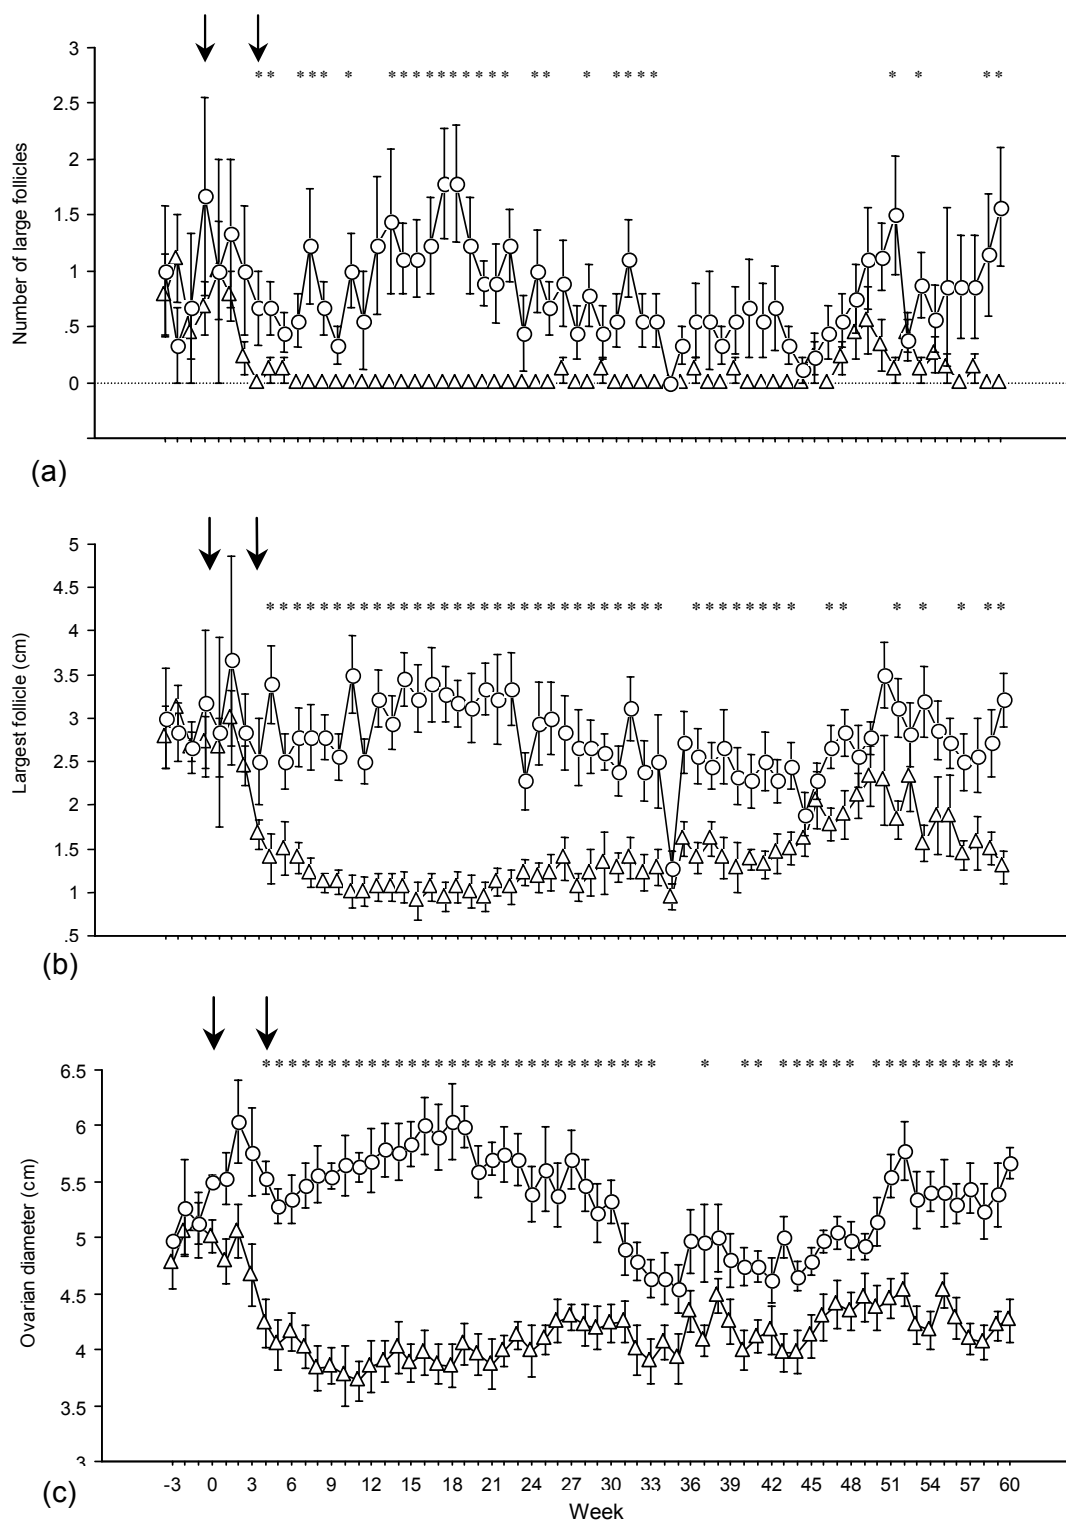 3
2.5
2
1.5
1
.5
0
Number of large follicles
* * * * * * * * * * * * * * * * * * * * * * * * * * *
(a)
5
4.5
4
3.5
3
2.5
2
1.5
1
.5
Largest follicle (cm)
(b)
6.5
6
5.5
5
4.5
4
3.5
3
Ovarian diameter (cm)
-3 0 3 6 9 12 15 18 21 24 27 30 33 36 39 42 45 48 51 54 57 60
Week
(c)